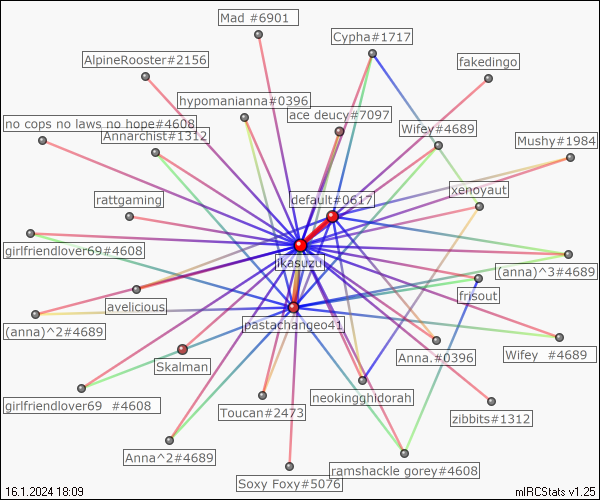 Mad #6901
Cypha#1717
AlpineRooster#2156
fakedingo
hypomanianna#0396
ace deucy#7097
no cops no laws no hope#4608
Annarchist#1312
Wifey#4689
Mushy#1984
rattgaming
default#0617
xenoyaut
girlfriendlover69#4608
ikasuzu
(anna)^3#4689
avelicious
frisout
(anna)^2#4689
pastachangeo41
Skalman
Anna.#0396
Wifey  #4689
girlfriendlover69  #4608
Toucan#2473
neokingghidorah
zibbits#1312
Anna^2#4689
Soxy Foxy#5076
ramshackle gorey#4608
16.1.2024 18:09
mIRCStats v1.25